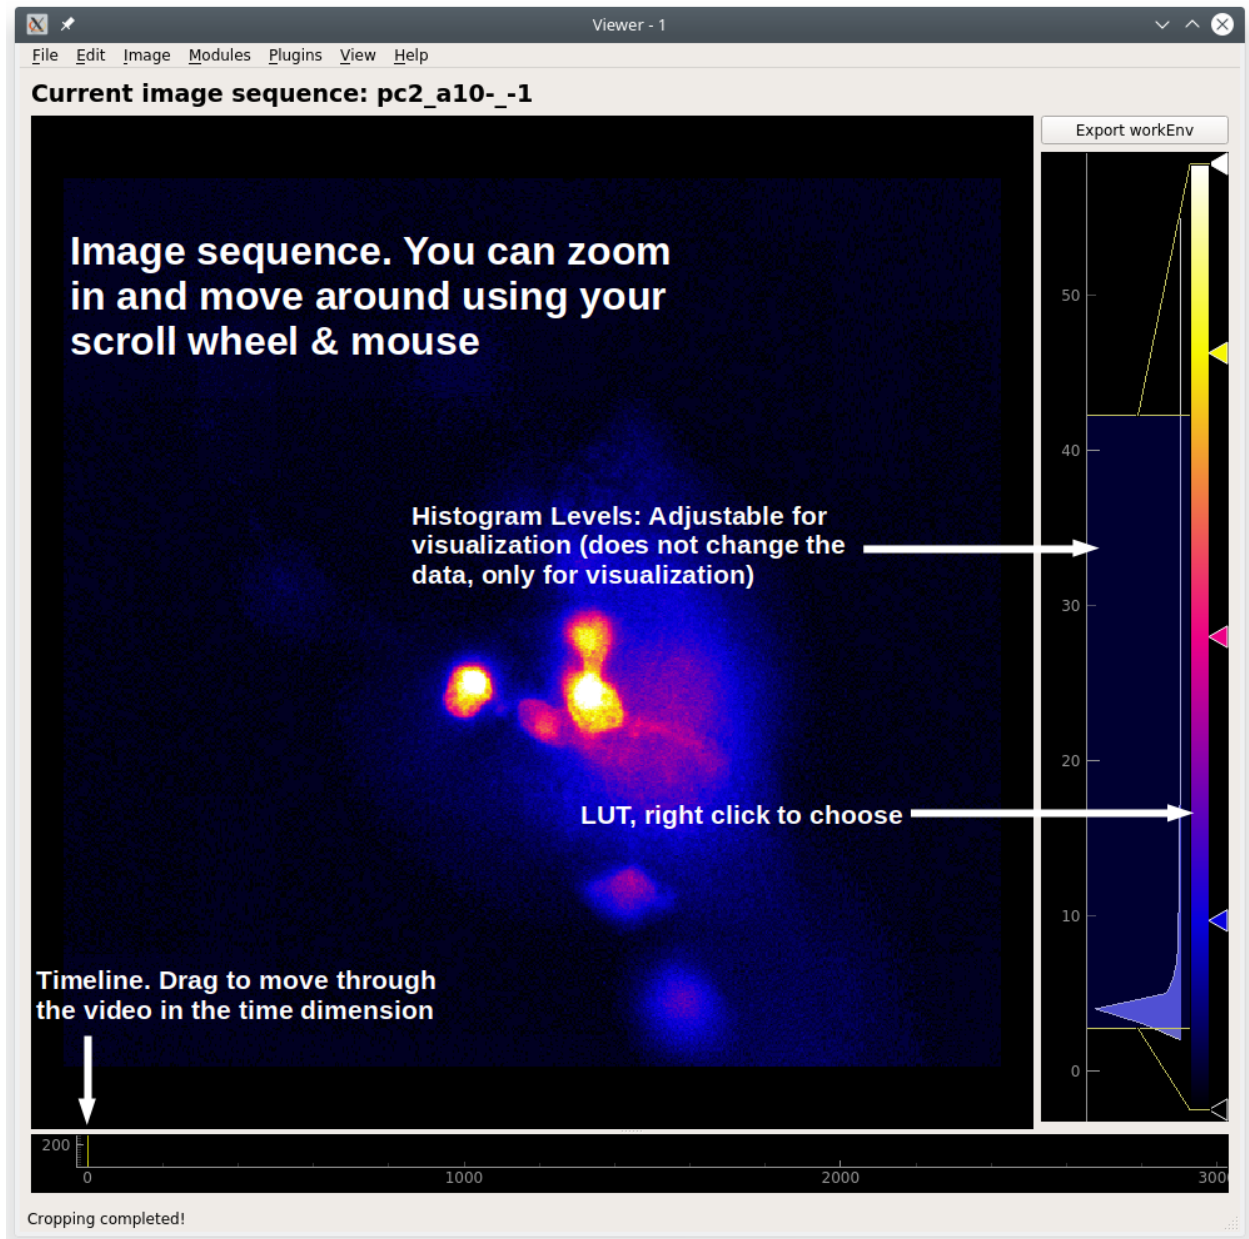 Viewer - 1
File Edit Image Modules Plugins View Help
Current image sequence: pc2_a10-_-1
Export workEnv
Image sequence. You can zoom
in and move around using your
scroll wheel & mouse
50
40
Histogram Levels: Adjustable for
visualization (does not change the
data, only for visualization)
30
20
LUT, right click to choose
10
Timeline. Drag to move through
the video in the time dimension
0
200
0 1000 2000 300
Cropping completed!